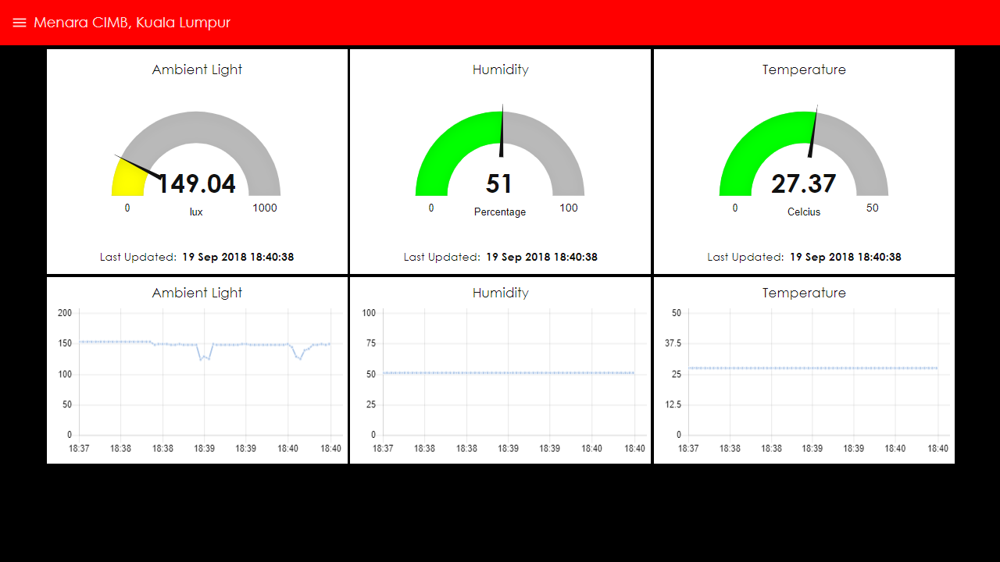 Menara CIMB, Kuala Lumpur
Ambient Light
149.04
0
lux
1000
Last Updated: 19 Sep 2018 18:40:38
Humidity
51
0
Percentage
100
Last Updated: 19 Sep 2018 18:40:38
Temperature
27.37
0
Celcius
50
Last Updated: 19 Sep 2018 18:40:38
Ambient Light
200
150
100
50
0
18:37 18:38 18:38 18:39 18:39 18:40 18:40
Humidity
100
75
50
25
0
18:37 18:38 18:38 18:39 18:39 18:40 18:40
Temperature
50
37.5
25
12.5
0
18:37 18:38 18:38 18:39 18:39 18:40 18:40